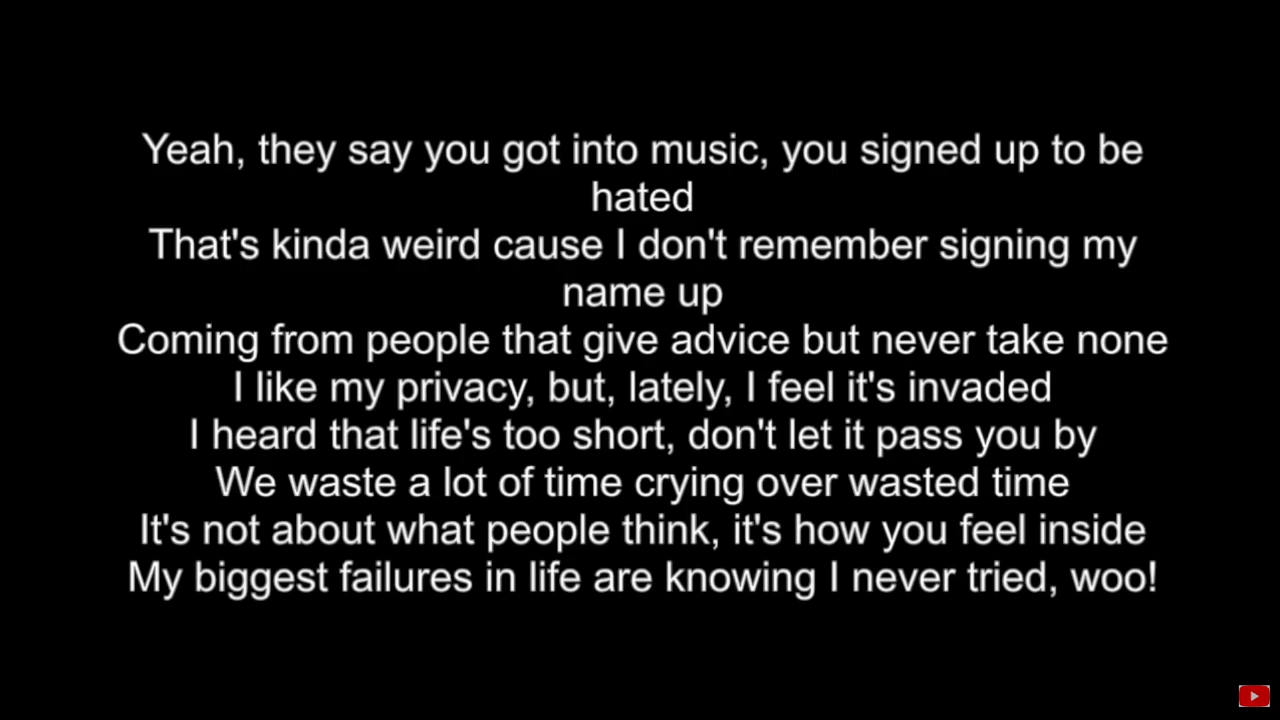 Yeah, they say you got into music, you signed up to be
hated
That's kinda weird cause I don't remember signing my
name up
Coming from people that give advice but never take none
I like my privacy, but, lately, I feel it's invaded
I heard that life's too short, don't let it pass you by
We waste a lot of time crying over wasted time
It's not about what people think, it's how you feel inside
My biggest failures in life are knowing I never tried, woo!